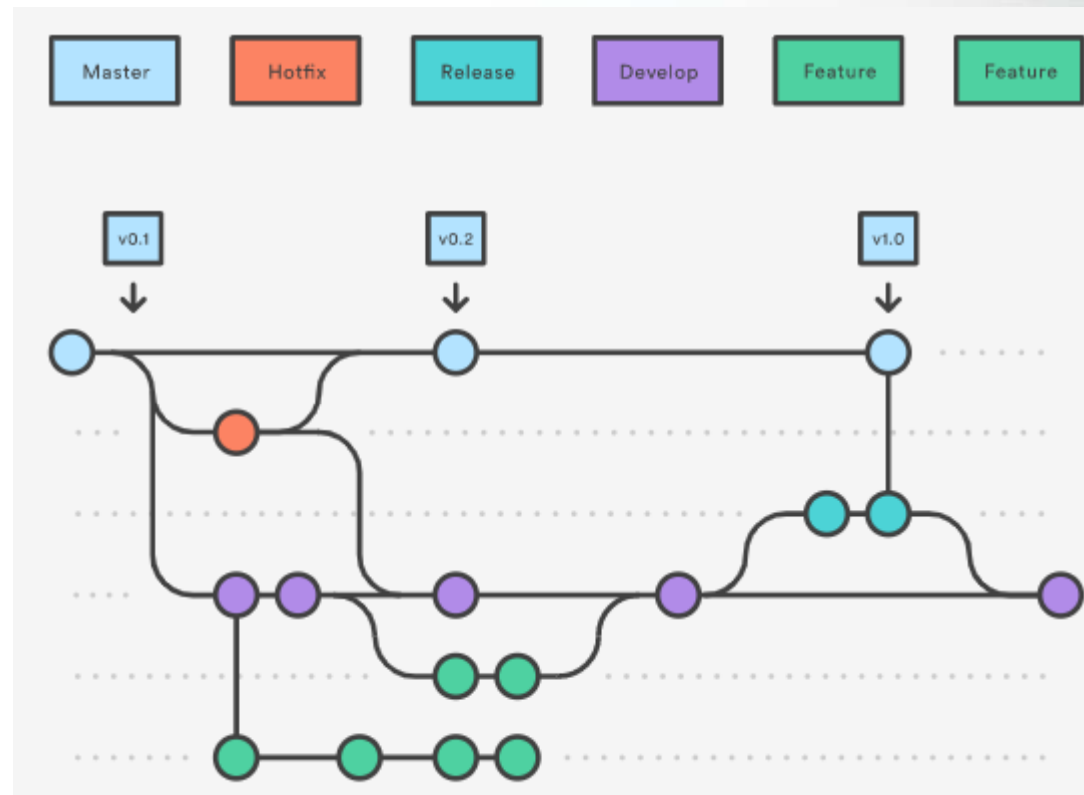 Master
Hotfix
Release
Develop
Feature
Feature
v0.1
v0.2
v1.0